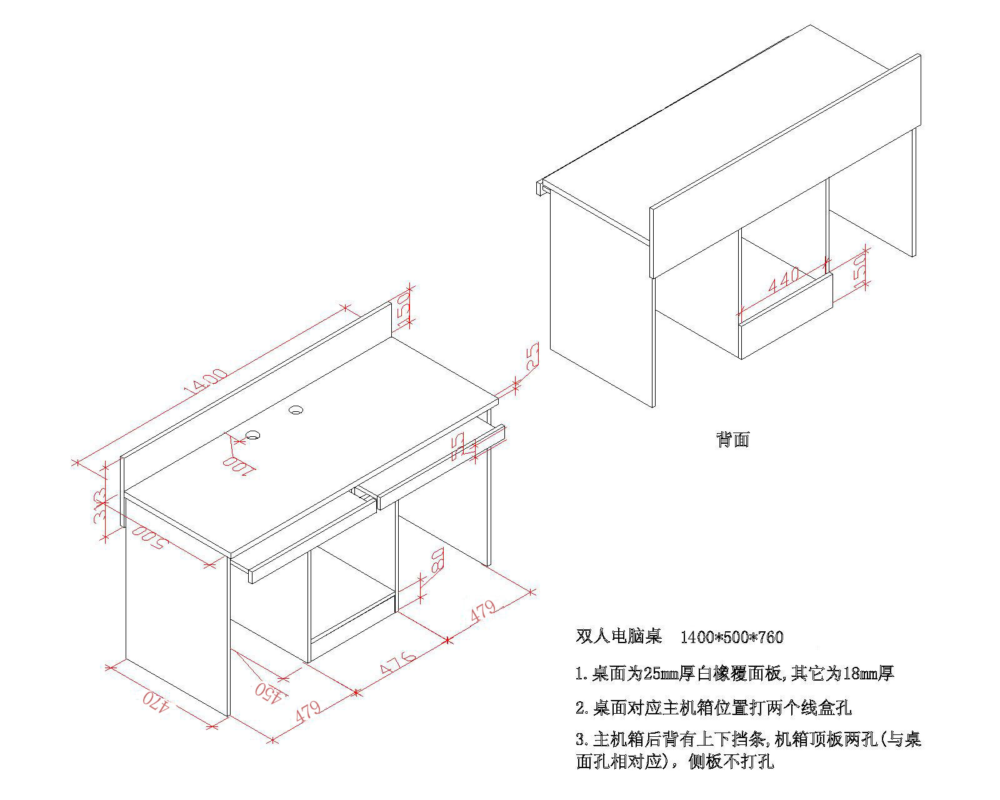 440
150
150
1400
25
背面
75
100
313
500
80
479
476
450
470
479
双人电脑桌 1400*500*760
1.桌面为25mm厚白橡覆面板,其它为18mm厚
2.桌面对应主机箱位置打两个线盒孔
3.主机箱后背有上下挡条,机箱顶板两孔(与桌
面孔相对应)，侧板不打孔